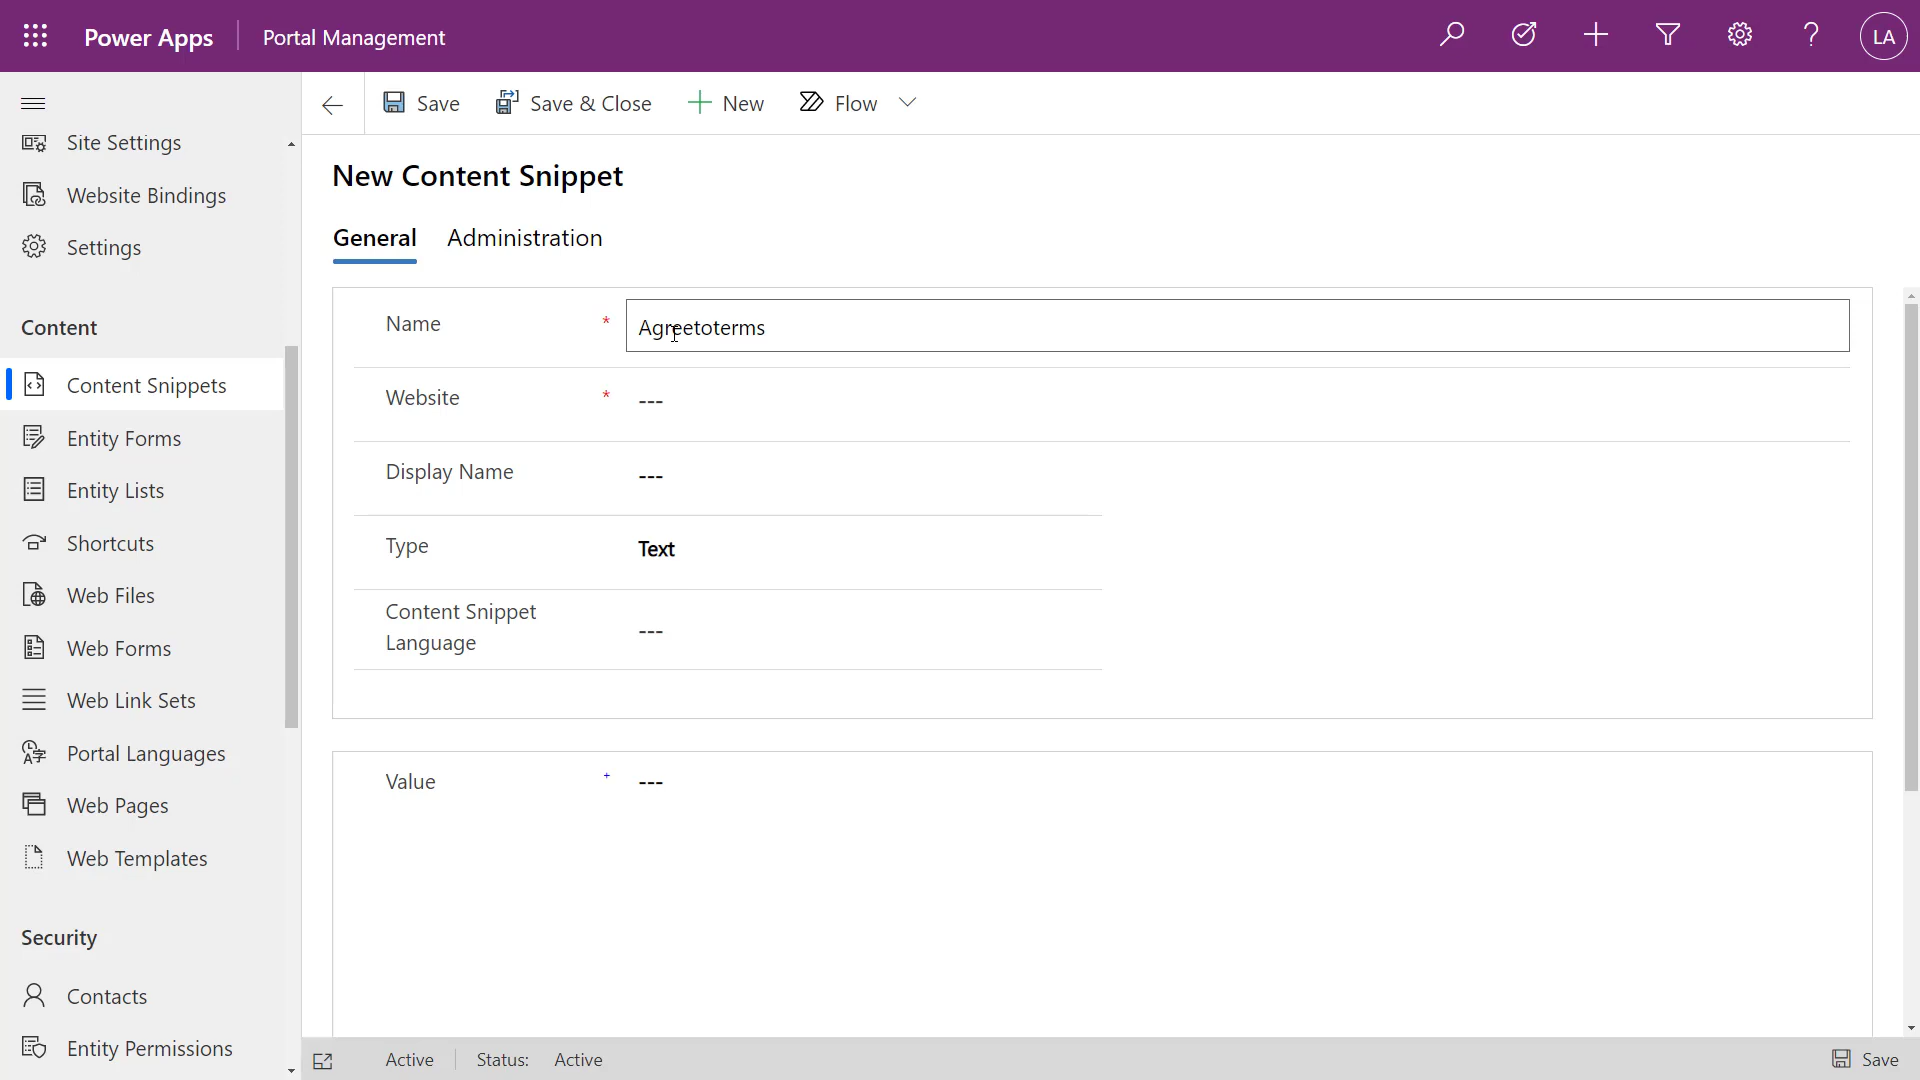 Power Apps
Portal Management
LA
Save
Save & Close
New
Flow
Site Settings
Website Bindings
Settings
Content
Content Snippets
Entity Forms
Entity Lists
Shortcuts
Web Files
Web Forms
Web Link Sets
Portal Languages
Web Pages
Web Templates
Security
Contacts
Entity Permissions
New Content Snippet
General
Administration
Name * Agreetoterms
Website * ---
Display Name ---
Type Text
Content Snippet
Language ---
Value + ---
Active
Status: Active
Save